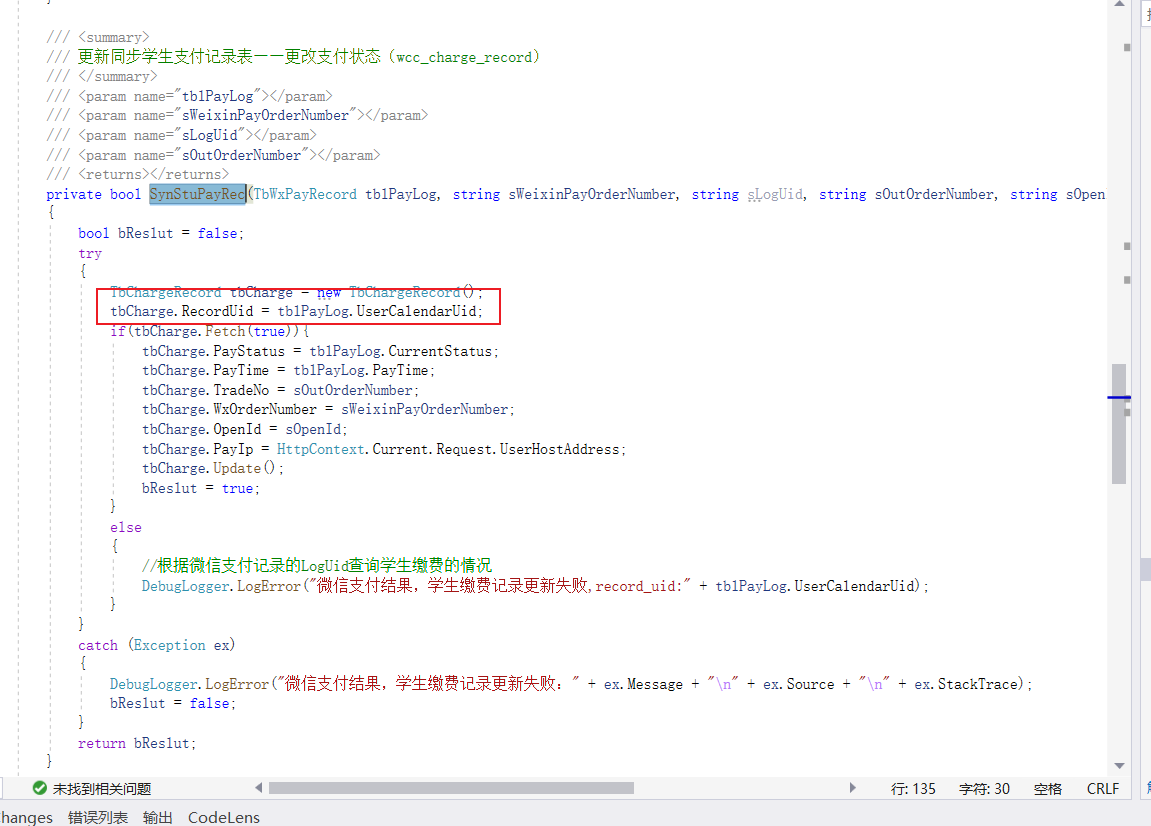 /// <summary>
/// 更新同步学生支付记录表——更改支付状态（wcc_charge_record）
/// </summary>
/// <param name="tblPayLog"></param>
/// <param name="sWeixinPayOrderNumber"></param>
/// <param name="sLogUid"></param>
/// <param name="sOutOrderNumber"></param>
/// <returns></returns>
private bool SynStuPayRec(TbWxPayRecord tblPayLog, string sWeixinPayOrderNumber, string sLogUid, string sOutOrderNumber, string sOpen
{
bool bReslut = false;
try
{
TbChargeRecord tbCharge = new TbChargeRecord();
tbCharge.RecordUid = tblPayLog.UserCalendarUid;
if(tbCharge.Fetch(true)){
tbCharge.PayStatus = tblPayLog.CurrentStatus;
tbCharge.PayTime = tblPayLog.PayTime;
tbCharge.TradeNo = sOutOrderNumber;
tbCharge.WxOrderNumber = sWeixinPayOrderNumber;
tbCharge.OpenId = sOpenId;
tbCharge.PayIp = HttpContext.Current.Request.UserHostAddress;
tbCharge.Update();
bReslut = true;
}
else
{
//根据微信支付记录的LogUid查询学生缴费的情况
DebugLogger.LogError("微信支付结果，学生缴费记录更新失败,record_uid:" + tblPayLog.UserCalendarUid);
}
}
catch (Exception ex)
{
DebugLogger.LogError("微信支付结果，学生缴费记录更新失败：" + ex.Message + "\n" + ex.Source + "\n" + ex.StackTrace);
bReslut = false;
}
return bReslut;
}
未找到相关问题 行: 135 字符: 30 空格 CRLF
hanges 错误列表 输出 CodeLens